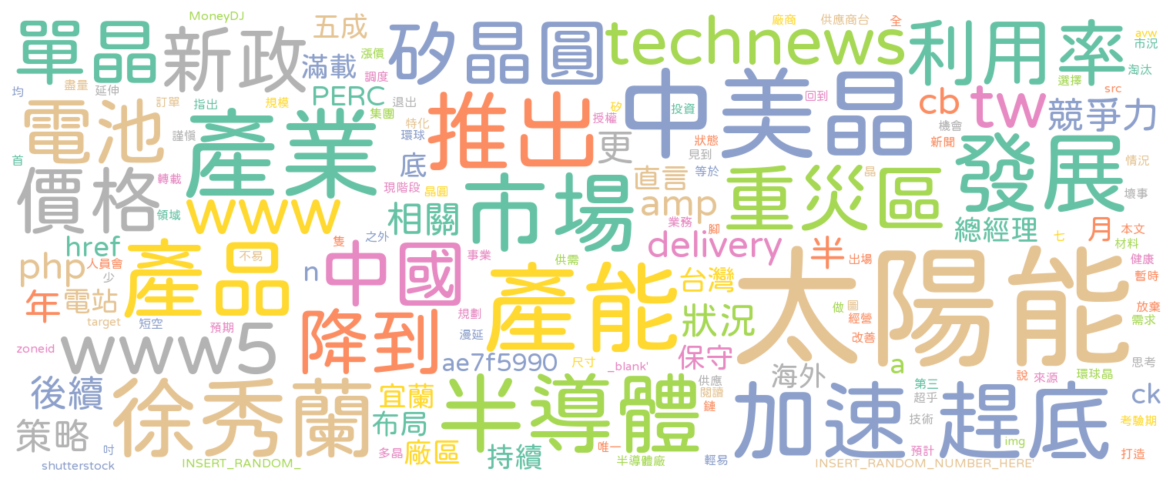 MoneyDJ 五成 廠商 供應商台 全 avw
單晶 新政 矽晶圓 technews 利用率 市況
盡量 延伸 滿載 漲價 調度 選擇 淘汰
均 訂單 指出 規模 PERC 集團 退出 回到 src
電池 產業 推出 中美晶 cb tw 競爭力
謹慎 特化 環球 矽 授權 投資 狀態 機會 新聞
首 轉載 底 更 見到 等於 發展 情況
價格 現階段 晶圓 直言 重災區 晶 壞事
領域 www 相關 市場 amp 業務 腳 總經理 月 本文
href 隻 之外 事業 delivery 半 出場 七 材料
php 人員會 產品 不易 n 中國 供需 台灣 太陽能 健康
年 電站 少 產能 做 圖 暫時
target 短空 預期 降到 規劃 狀況 經營 放棄 需求
zoneid www5 漫延 ae7f5990 尺寸 _blank' 保守 改善 思考
後續 徐秀蘭 宜蘭 半導體 供應 海外 a 說 來源 環球晶
閱讀 鏈 加速 第三 超乎 趕底 ck
策略 布局 技術 考驗期
吋 多晶 廠區 持續 唯一 預計 img 打造
shutterstock INSERT_RANDOM_ 半導體廠 輕易 INSERT_RANDOM_NUMBER_HERE'